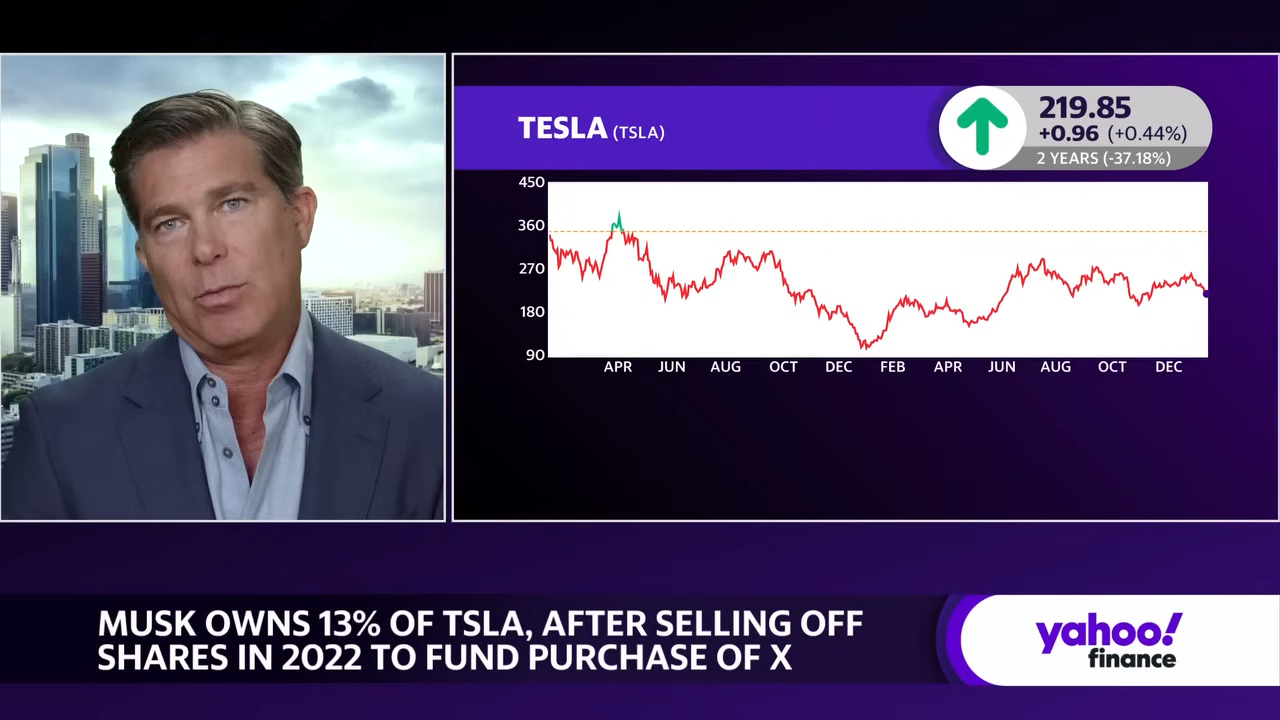 TESLA (TSLA)
219.85
+0.96 (+0.44%)
2 YEARS (-37.18%)
450
360
270
180
90
APR JUN AUG OCT DEC FEB APR JUN AUG OCT DEC
MUSK OWNS 13% OF TSLA, AFTER SELLING OFF
SHARES IN 2022 TO FUND PURCHASE OF X
yahoo!
finance